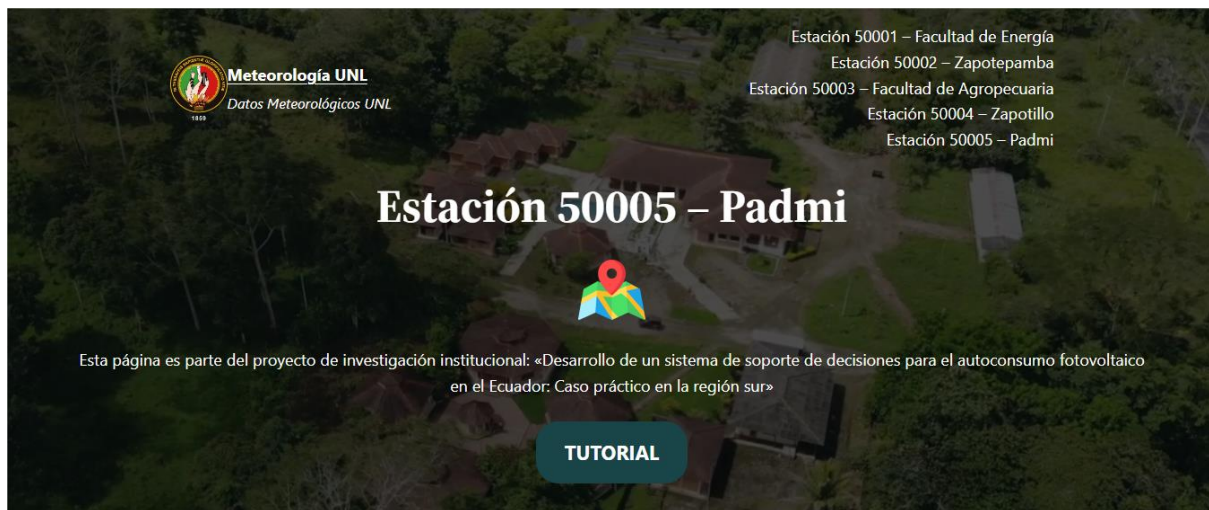 Meteorología UNL
Datos Meteorológicos UNL
1859
Estación 50001 – Facultad de Energía
Estación 50002 – Zapotepamba
Estación 50003 – Facultad de Agropecuaria
Estación 50004 – Zapotillo
Estación 50005 – Padmi
Estación 50005 – Padmi
Esta página es parte del proyecto de investigación institucional: «Desarrollo de un sistema de soporte de decisiones para el autoconsumo fotovoltaico
en el Ecuador: Caso práctico en la región sur»
TUTORIAL